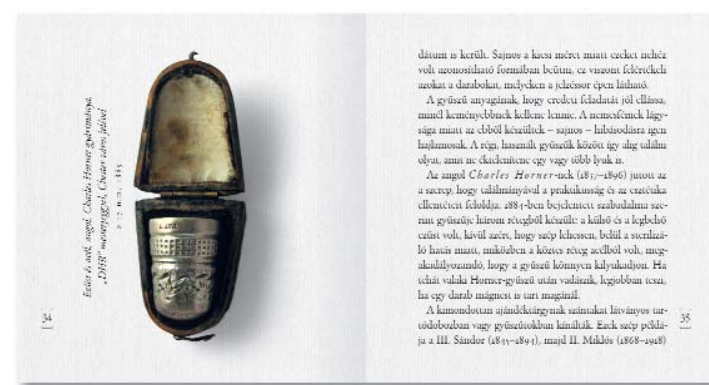 Ezüst és acél, angol, Charles Horner gyártmánya,
„DHR” mesterjeggyel, Chester város jelével
ø 17 mm, 1885
34
dátum is került. Sajnos a kicsi méret miatt ezeket nehéz
volt azonosítható formában beütni, ez viszont felértékeli
azokat a darabokat, melyeken a jelzéssor épen látható.
A gyűszű anyagának, hogy eredeti feladatát jól ellássa,
minél keményebbnek kellene lennie. A nemesfémek lágy-
sága miatt az ebből készültek – sajnos – hibásodásra igen
hajlamosak. A régi, használt gyűszűk között így alig találni
olyat, amit ne éktelenítene egy vagy több lyuk is.
Az angol Charles Horner-nek (1837–1896) jutott az
a szerep, hogy találmányával a praktikusság és az esztétika
ellentétét feloldja. 1884-ben bejelentett szabadalma sze-
rint gyűszűje három rétegből készült: a külső és a legbelső
ezüst volt, kívül azért, hogy szép lehessen, belül a sterilizá-
ló hatás miatt, miközben a köztes réteg acélból volt, meg-
akadályozandó, hogy a gyűszű könnyen kilyukadjon. Ha
tehát valaki Horner-gyűszű után vadászik, legjobban teszi,
ha egy darab mágnest is tart magánál.
A kimondottan ajándéktárgynak szántakat látványos tar-
tódobozban vagy gyűszűtokban kínálták. Ezek szép példá-
ja a III. Sándor (1845–1894), majd II. Miklós (1868–1918)
35